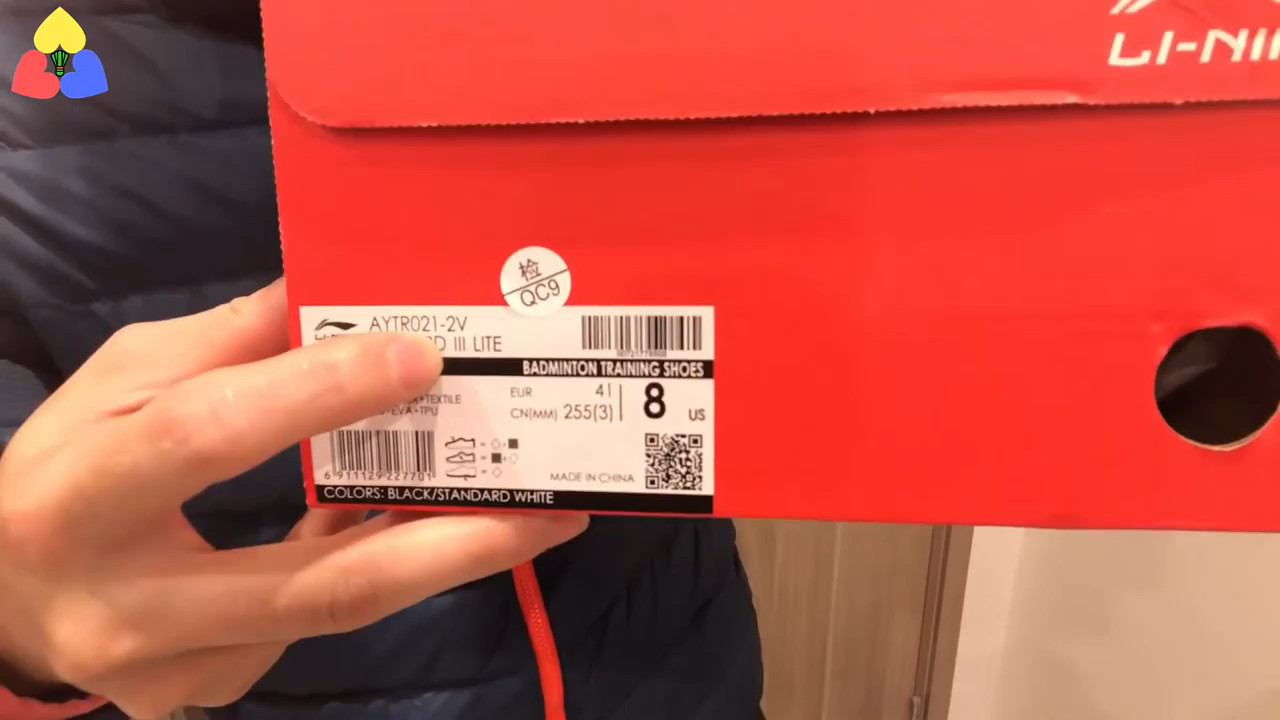 LI-NI
检
QC9
AYTR021-2V
III LITE
BADMINTON TRAINING SHOES
EUR 41
CN(MM) 255(3)
8 US
+TEXTILE
EVA+TPU
6 911129 227701
MADE IN CHINA
COLORS: BLACK/STANDARD WHITE